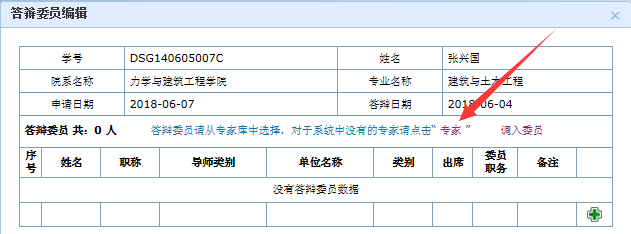 答辩委员编辑
学号 DSG140605007C 姓名 张兴国
院系名称 力学与建筑工程学院 专业名称 建筑与土木工程
申请日期 2018-06-07 答辩日期 2018-06-04
答辩委员 共：0 人 答辩委员请从专家库中选择，对于系统中没有的专家请点击“ 专家 ” 调入委员
序号 姓名 职称 导师类别 单位名称 类别 出席 委员职务 备注
没有答辩委员数据